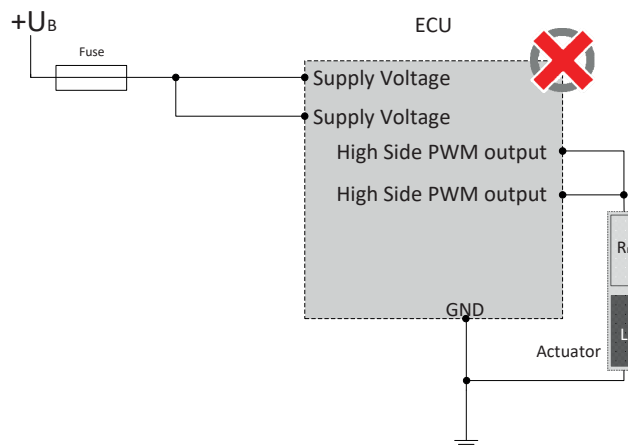 +UB
ECU
Fuse
Supply Voltage
Supply Voltage
High Side PWM output
High Side PWM output
GND
Actuator
L